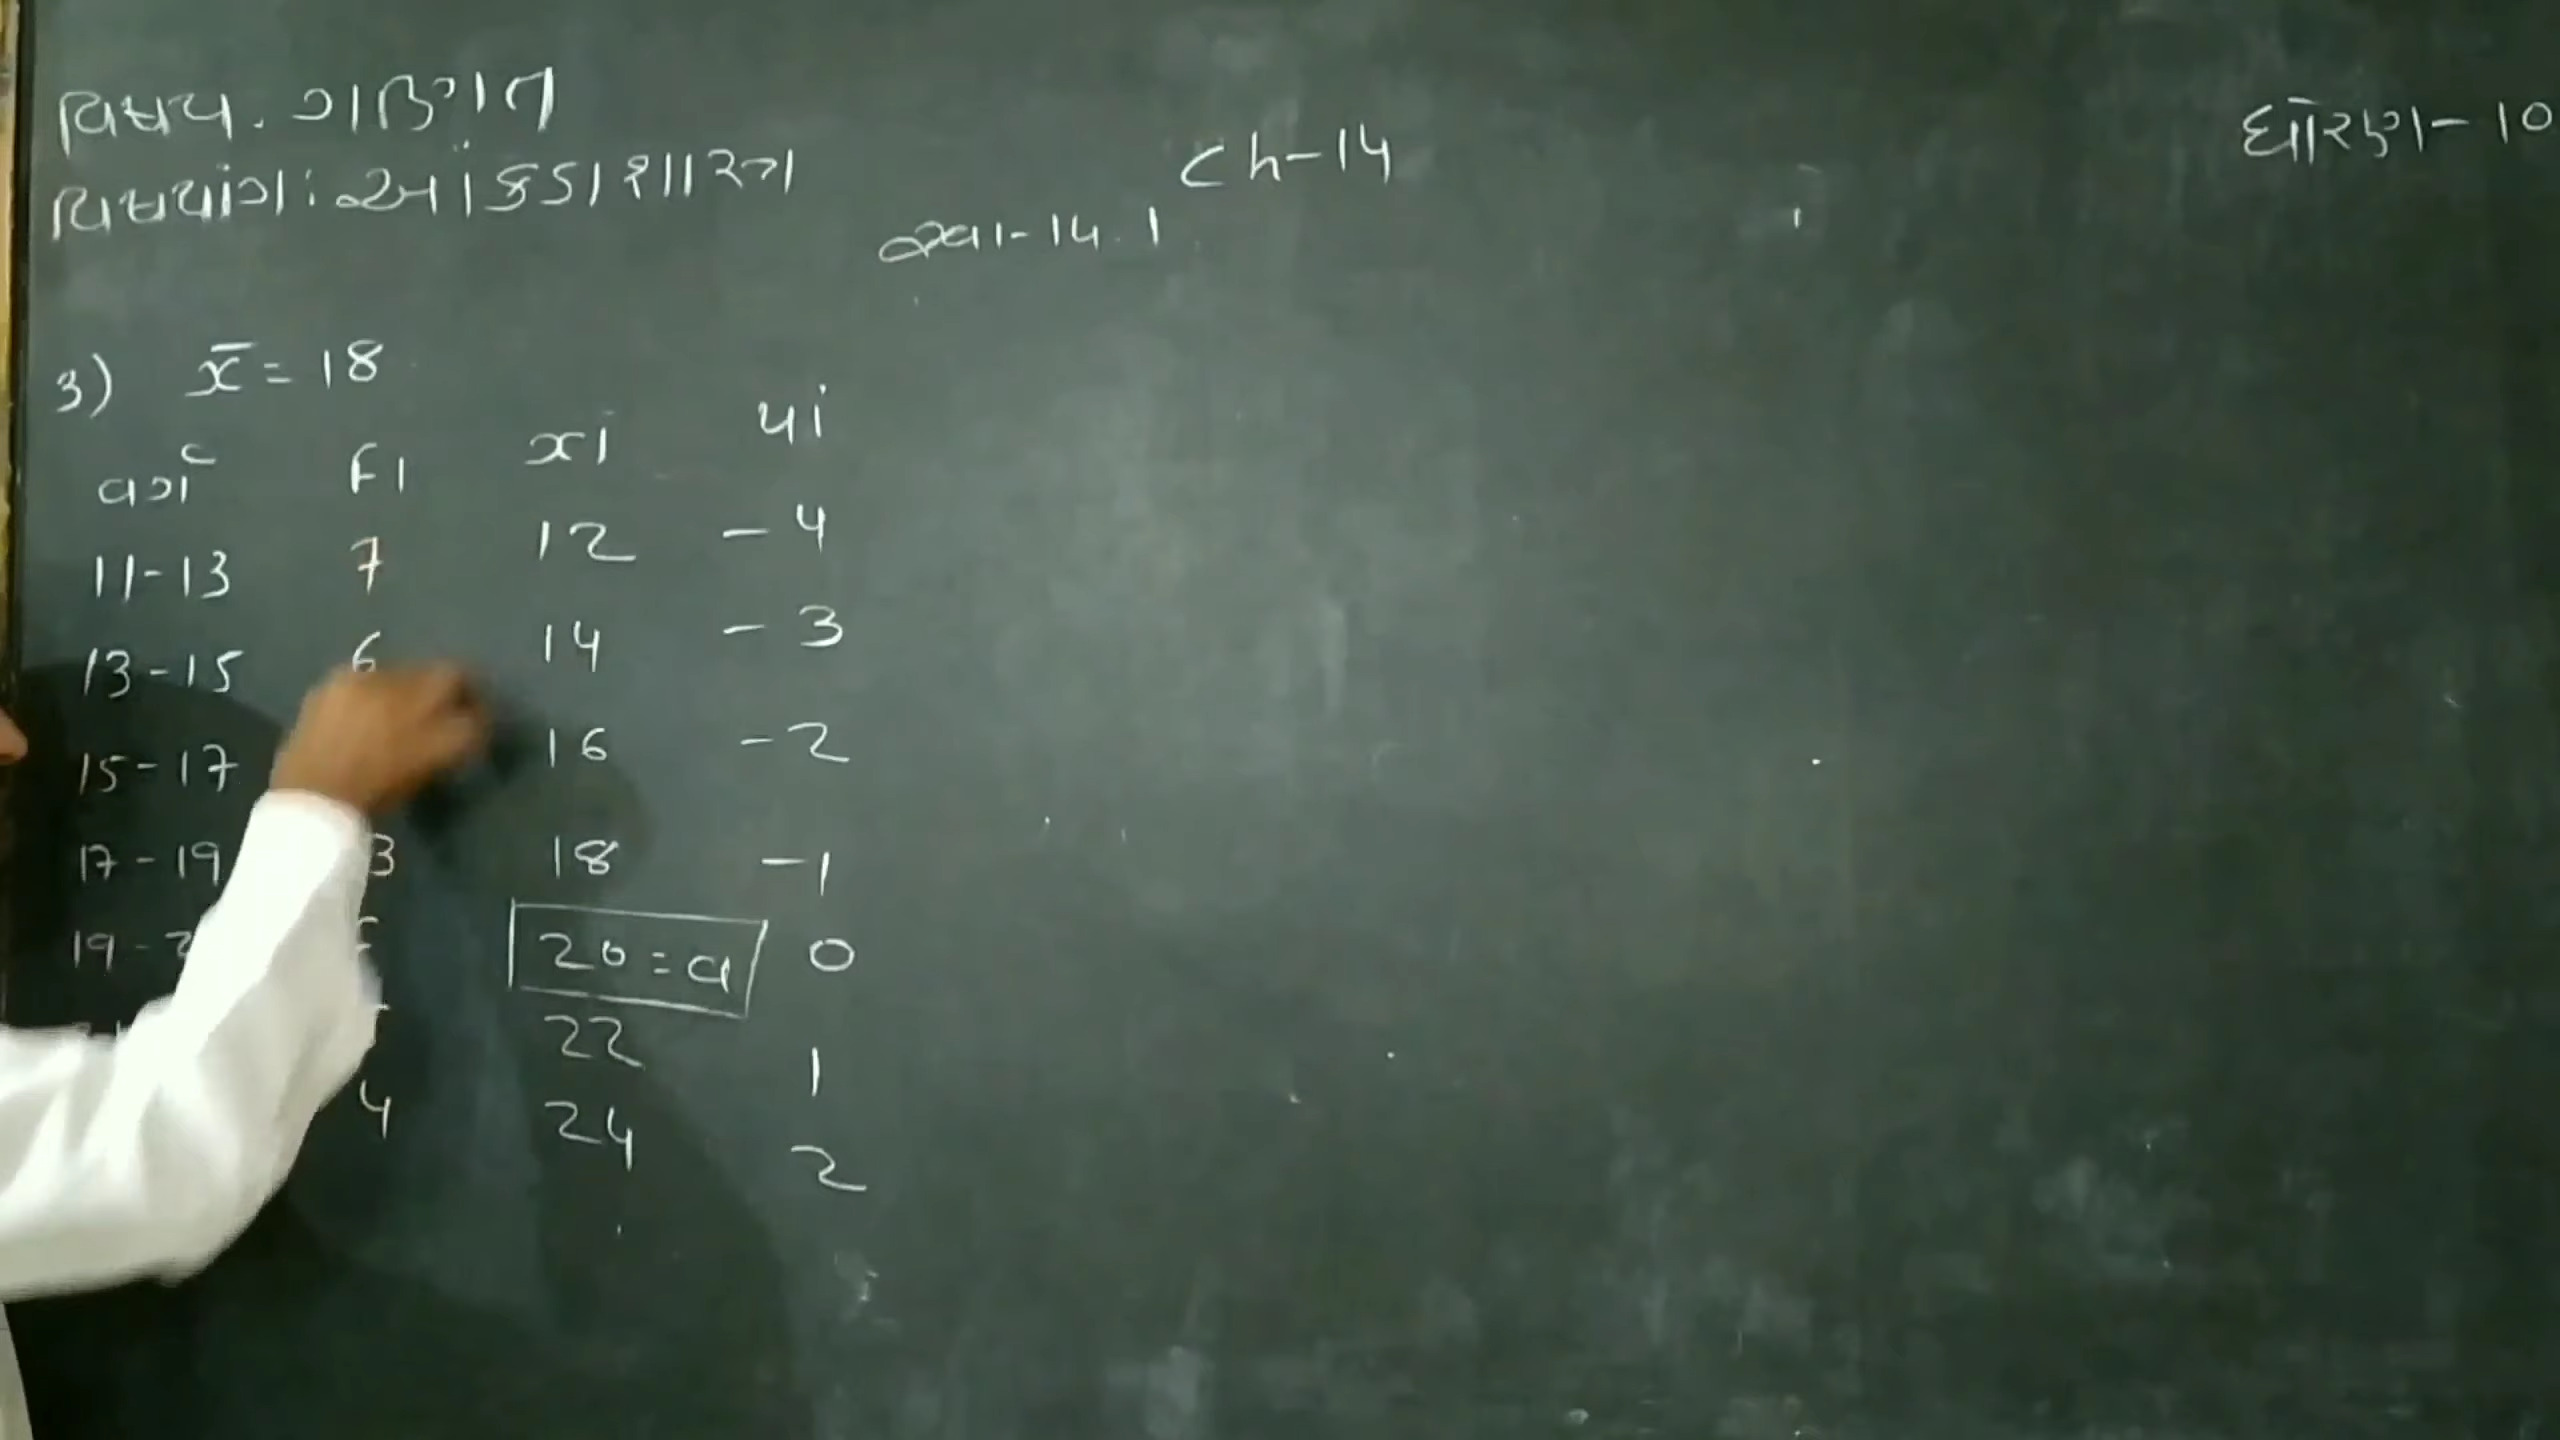 વિષય. ગણિત
વિષયાંગ: આંકડાશાસ્ત્ર
Ch-14
ધોરણ-10
સ્વા-14.1
3) x̄ = 18
વર્ગ fi xi ui
11-13 7 12 -4
13-15 6 14 -3
15-17 16 -2
17-19 3 18 -1
19- 20=a 0
22 1
4 24 2